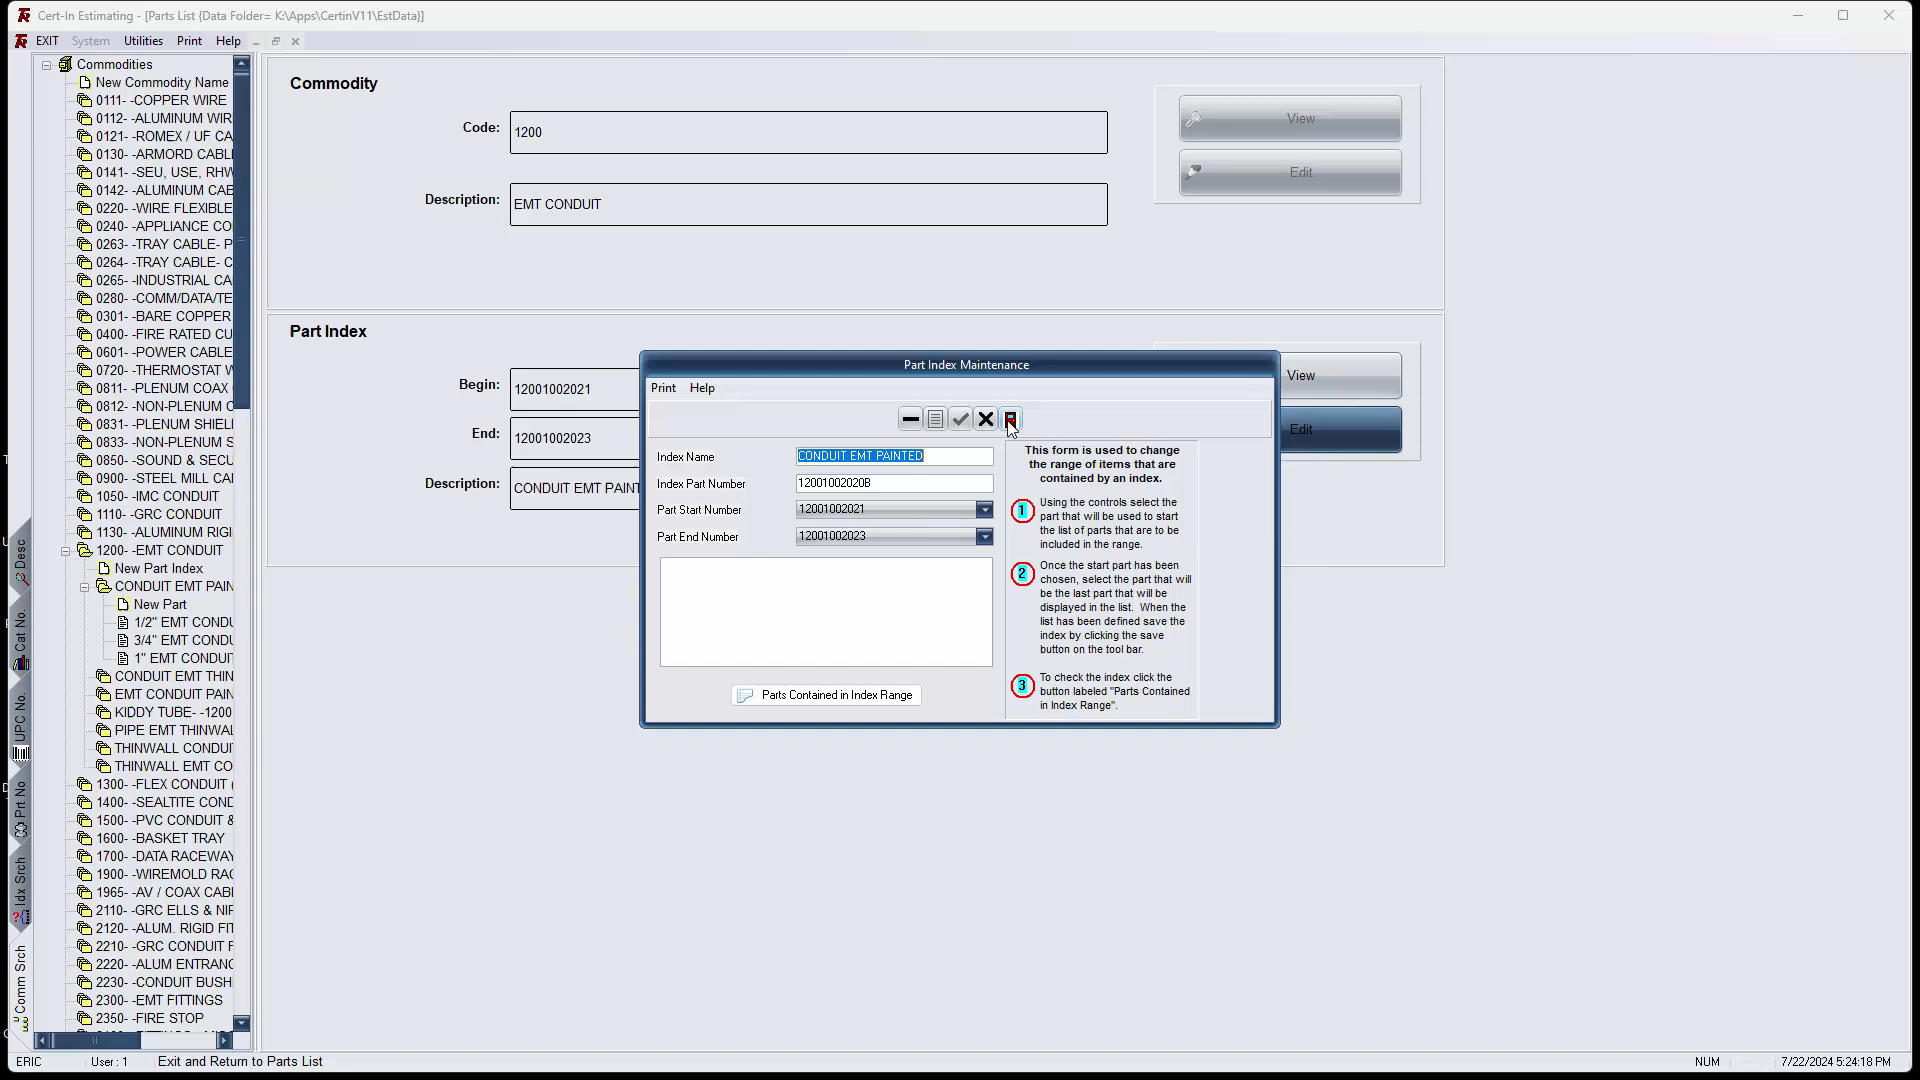 Cert-In Estimating - [Parts List {Data Folder= K:\Apps\CertinV11\EstData}]
EXIT System Utilities Print Help
Commodities
New Commodity Name
0111- -COPPER WIRE
0112- -ALUMINUM WIR
0121- -ROMEX / UF CA
0130- -ARMORD CABL
0141- -SEU, USE, RHW
0142- -ALUMINUM CAE
0220- -WIRE FLEXIBLE
0240- -APPLIANCE CO
0263- -TRAY CABLE- P
0264- -TRAY CABLE- C
0265- -INDUSTRIAL CA
0280- -COMM/DATA/TE
0301- -BARE COPPER
0400- -FIRE RATED CU
0601- -POWER CABLE
0720- -THERMOSTAT W
0811- -PLENUM COAX
0812- -NON-PLENUM C
0831- -PLENUM SHIELI
0833- -NON-PLENUM S
0850- -SOUND & SECU
0900- -STEEL MILL CA
1050- -IMC CONDUIT
1110- -GRC CONDUIT
1130- -ALUMINUM RIGI
1200- -EMT CONDUIT
New Part Index
CONDUIT EMT PAIN
New Part
1/2" EMT CONDU
3/4" EMT CONDU
1" EMT CONDUIT
CONDUIT EMT THIN
EMT CONDUIT PAIN
KIDDY TUBE- -1200
PIPE EMT THINWAL
THINWALL CONDUI
THINWALL EMT CO
1300- -FLEX CONDUIT (
1400- -SEALTITE COND
1500- -PVC CONDUIT &
1600- -BASKET TRAY
1700- -DATA RACEWAY
1900- -WIREMOLD RAC
1965- -AV / COAX CABI
2110- -GRC ELLS & NIF
2120- -ALUM. RIGID FIT
2210- -GRC CONDUIT F
2220- -ALUM ENTRANC
2230- -CONDUIT BUSHI
2300- -EMT FITTINGS
2350- -FIRE STOP
Desc
Cat No.
UPC No.
Prt No
Idx Srch
Comm Srch
Commodity
Code: 1200
Description: EMT CONDUIT
View
Edit
Part Index
Begin: 12001002021
End: 12001002023
Description: CONDUIT EMT PAINT
View
Edit
Part Index Maintenance
Print Help
Index Name CONDUIT EMT PAINTED
Index Part Number 12001002020B
Part Start Number 12001002021
Part End Number 12001002023
Parts Contained in Index Range
This form is used to change
the range of items that are
contained by an index.
1 Using the controls select the
part that will be used to start
the list of parts that are to be
included in the range.
2 Once the start part has been
chosen, select the part that will
be the last part that will be
displayed in the list. When the
list has been defined save the
index by clicking the save
button on the tool bar.
3 To check the index click the
button labeled "Parts Contained
in Index Range".
ERIC User : 1 Exit and Return to Parts List NUM 7/22/2024 5:24:18 PM